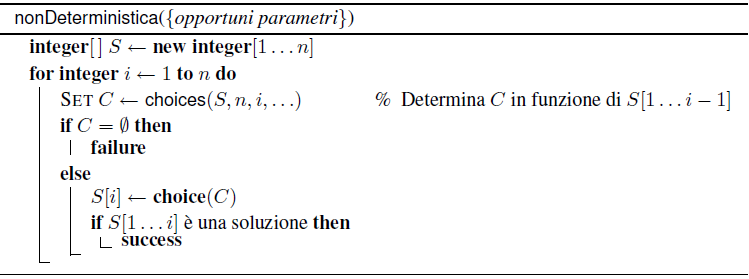 nonDeterministica({opportuni parametri})
integer[] S ← new integer[1…n]
for integer i ← 1 to n do
SET C ← choices(S, n, i, …) % Determina C in funzione di S[1…i − 1]
if C = ∅ then
failure
else
S[i] ← choice(C)
if S[1…i] è una soluzione then
success